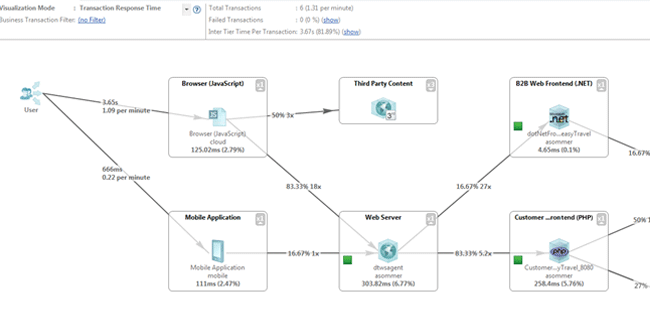 Visualization Mode : Transaction Response Time
Business Transaction Filter: (no Filter)
Total Transactions : 6 (1.31 per minute)
Failed Transactions : 0 (0 %) (show)
Inter Tier Time Per Transaction: 3.67s (81.89%) (show)
User
3.65s
1.09 per minute
666ms
0.22 per minute
Browser (JavaScript)
JS
Browser (JavaScript)
cloud
125.02ms (2.79%)
50% 3x
Third Party Content
3
83.33% 18x
B2B Web Frontend (.NET)
.net
dotNetFro...easyTravel
asommer
4.65ms (0.1%)
16.67%
16.67% 27x
Mobile Application
Mobile Application
mobile
111ms (2.47%)
16.67% 1x
Web Server
dtwsagent
asommer
303.82ms (6.77%)
83.33% 5.2x
Customer ...rontend (PHP)
php
Customer...yTravel_8080
asommer
258.4ms (5.76%)
50%
27%